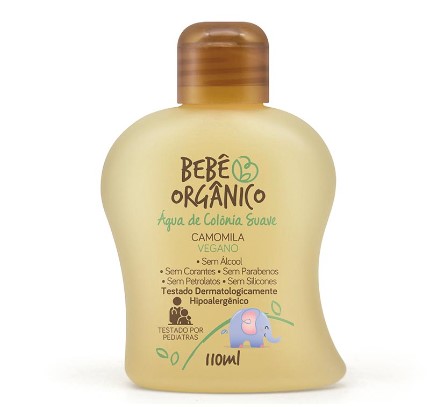 BEBÊ
ORGÂNICO
Água de Colônia Suave
CAMOMILA
VEGANO
• Sem Álcool
• Sem Corantes • Sem Parabenos
• Sem Petrolatos • Sem Silicones
Testado Dermatologicamente
Hipoalergênico
TESTADO POR
PEDIATRAS
110ml